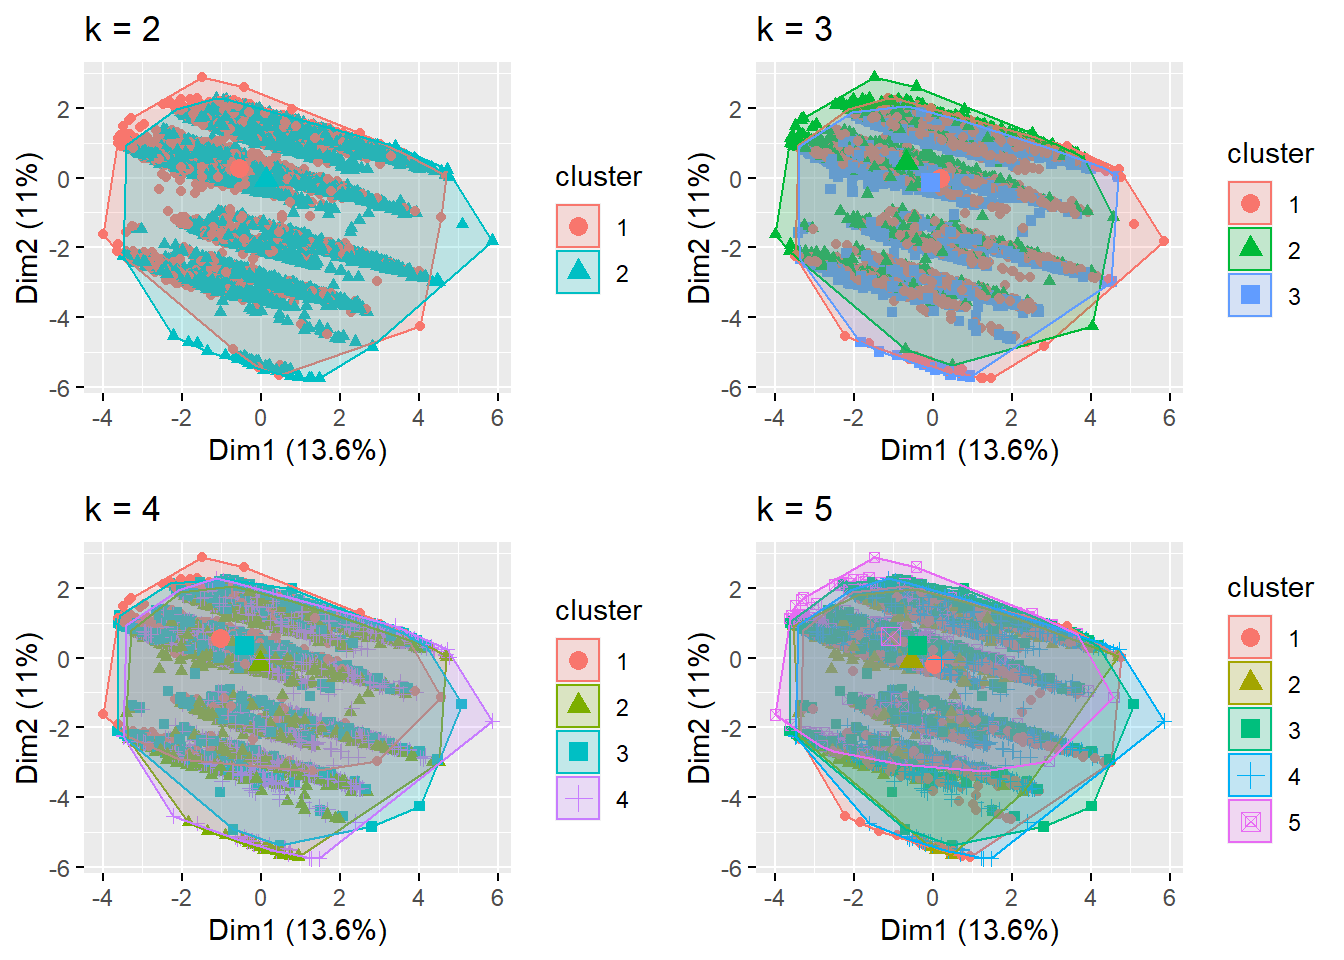 k = 2
2
0
-2
-4
-6
Dim2 (11%)
-4 -2 0 2 4 6
Dim1 (13.6%)
cluster
1
2
k = 3
2
0
-2
-4
-6
Dim2 (11%)
-4 -2 0 2 4 6
Dim1 (13.6%)
cluster
1
2
3
k = 4
2
0
-2
-4
-6
Dim2 (11%)
-4 -2 0 2 4 6
Dim1 (13.6%)
cluster
1
2
3
4
k = 5
2
0
-2
-4
-6
Dim2 (11%)
-4 -2 0 2 4 6
Dim1 (13.6%)
cluster
1
2
3
4
5